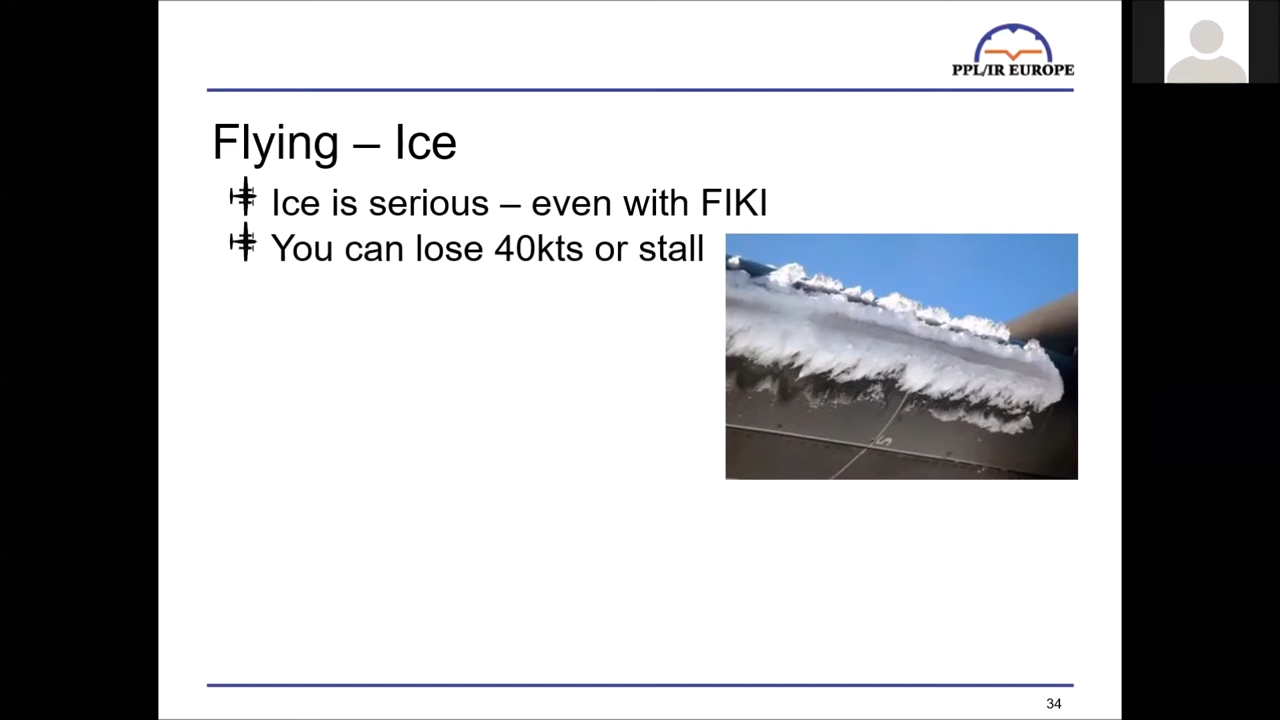 PPL/IR EUROPE
Flying – Ice
Ice is serious – even with FIKI
You can lose 40kts or stall
34